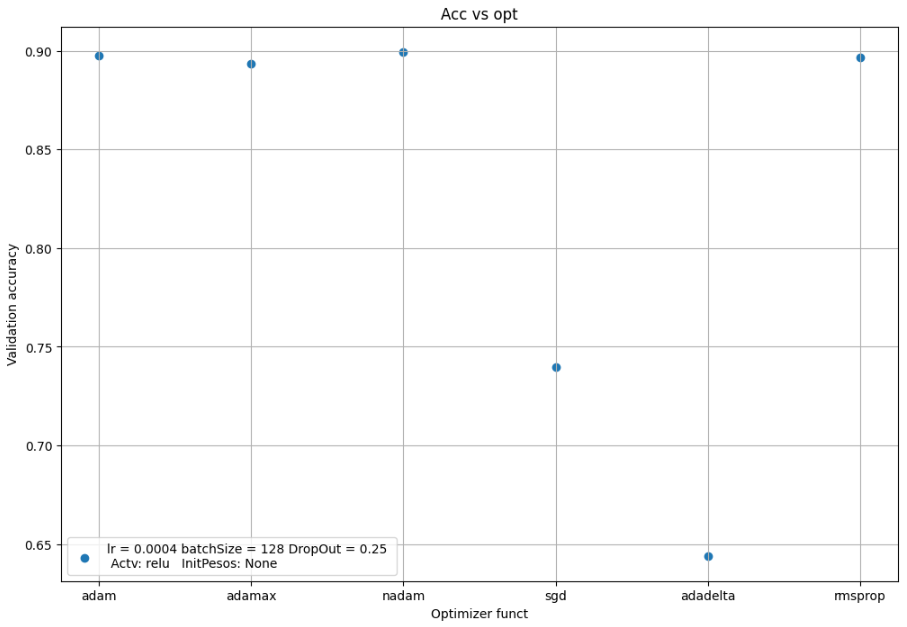 Acc vs opt
0.90
0.85
0.80
0.75
0.70
0.65
Validation accuracy
lr = 0.0004 batchSize = 128 DropOut = 0.25
Actv: relu   InitPesos: None
adam adamax nadam sgd adadelta rmsprop
Optimizer funct